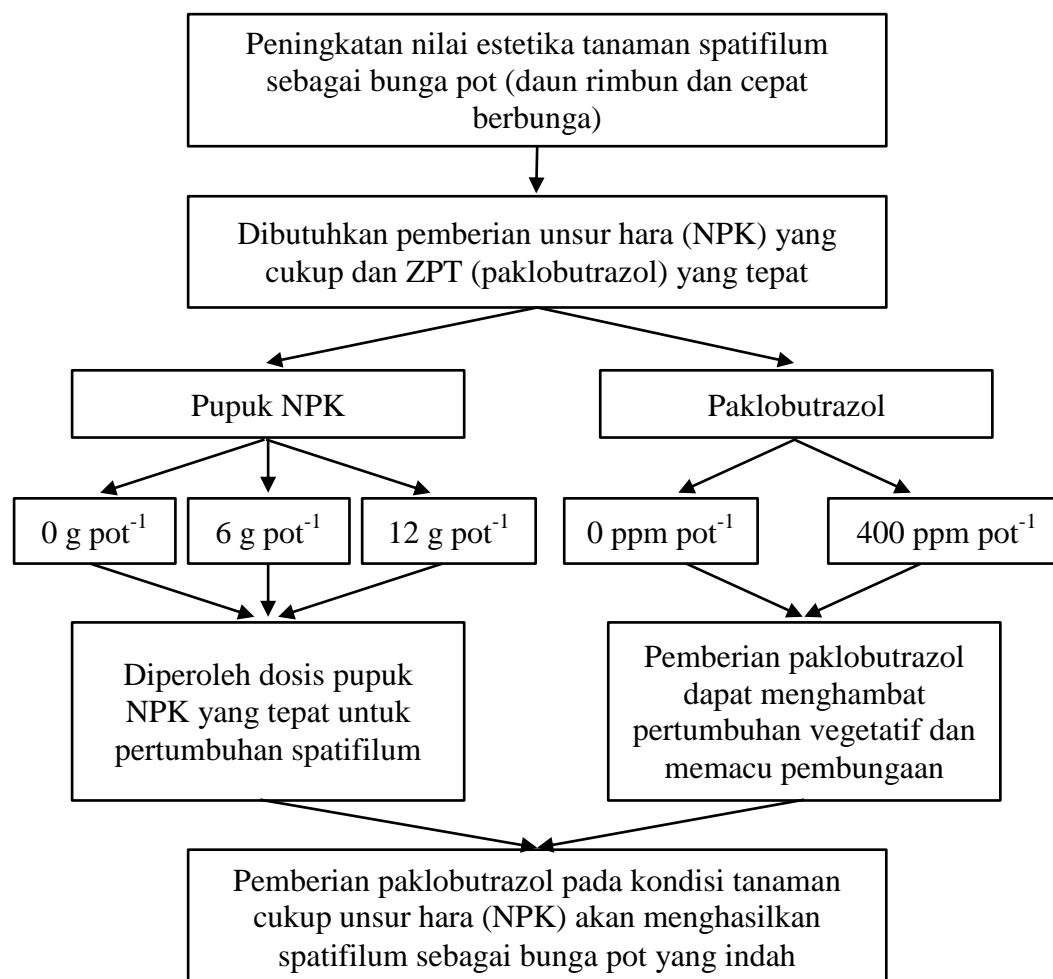 Peningkatan nilai estetika tanaman spatifilum
sebagai bunga pot (daun rimbun dan cepat
berbunga)
Dibutuhkan pemberian unsur hara (NPK) yang
cukup dan ZPT (paklobutrazol) yang tepat
Pupuk NPK
Paklobutrazol
0 g pot⁻¹
6 g pot⁻¹
12 g pot⁻¹
0 ppm pot⁻¹
400 ppm pot⁻¹
Diperoleh dosis pupuk
NPK yang tepat untuk
pertumbuhan spatifilum
Pemberian paklobutrazol
dapat menghambat
pertumbuhan vegetatif dan
memacu pembungaan
Pemberian paklobutrazol pada kondisi tanaman
cukup unsur hara (NPK) akan menghasilkan
spatifilum sebagai bunga pot yang indah